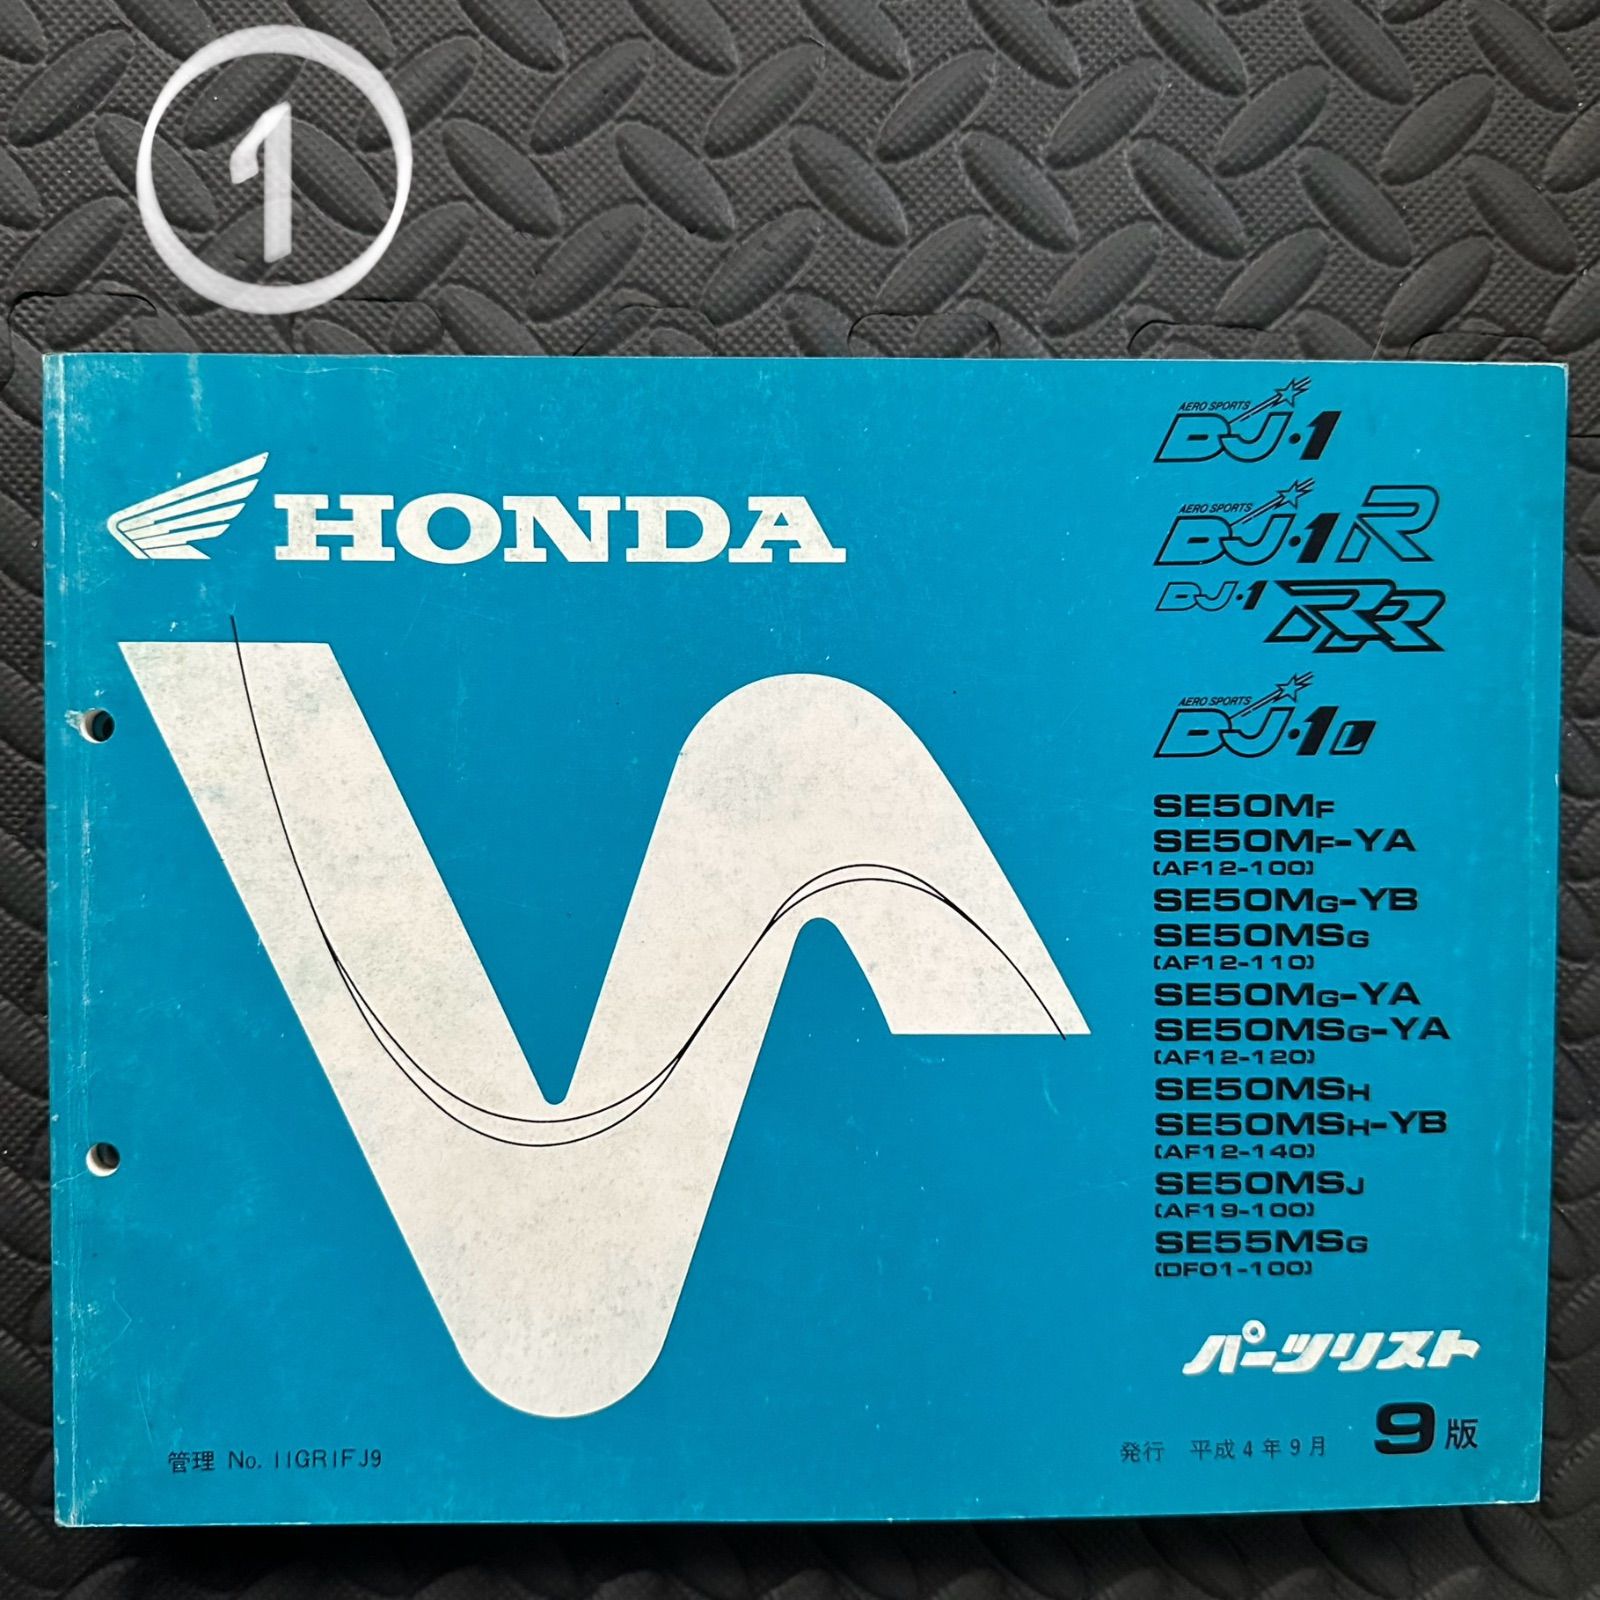 ①
HONDA
AERO SPORTS
BJ・1
AERO SPORTS
BJ・1R
BJ・1RR
AERO SPORTS
BJ・1L
SE50MF
SE50MF-YA
(AF12-100)
SE50MG-YB
SE50MSG
(AF12-110)
SE50MG-YA
SE50MSG-YA
(AF12-120)
SE50MSH
SE50MSH-YB
(AF12-140)
SE50MSJ
(AF19-100)
SE55MSG
(DF01-100)
パーツリスト
9版
管理 No. 11GR1FJ9
発行 平成4年9月